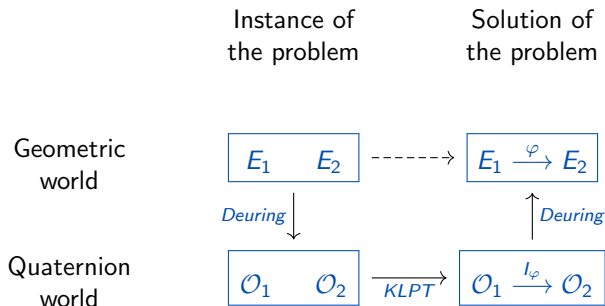 Instance of
the problem
Solution of
the problem
Geometric
world
E₁ E₂
E₁ φ→ E₂
Deuring
Deuring
Quaternion
world
𝒪₁ 𝒪₂
KLPT
𝒪₁ I_φ→ 𝒪₂